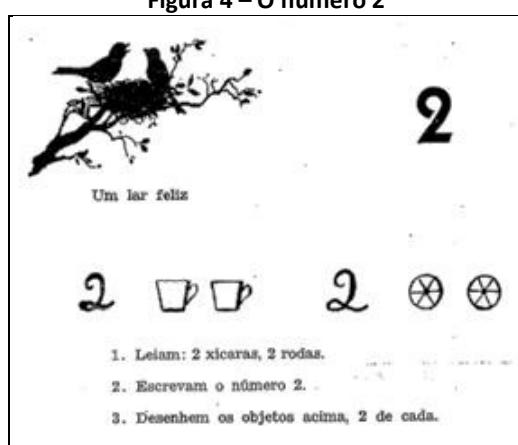 Figura 4 – O número 2
2
Um lar feliz
2 2
1. Leiam: 2 xicaras, 2 rodas.
2. Escrevam o número 2.
3. Desenhem os objetos acima, 2 de cada.